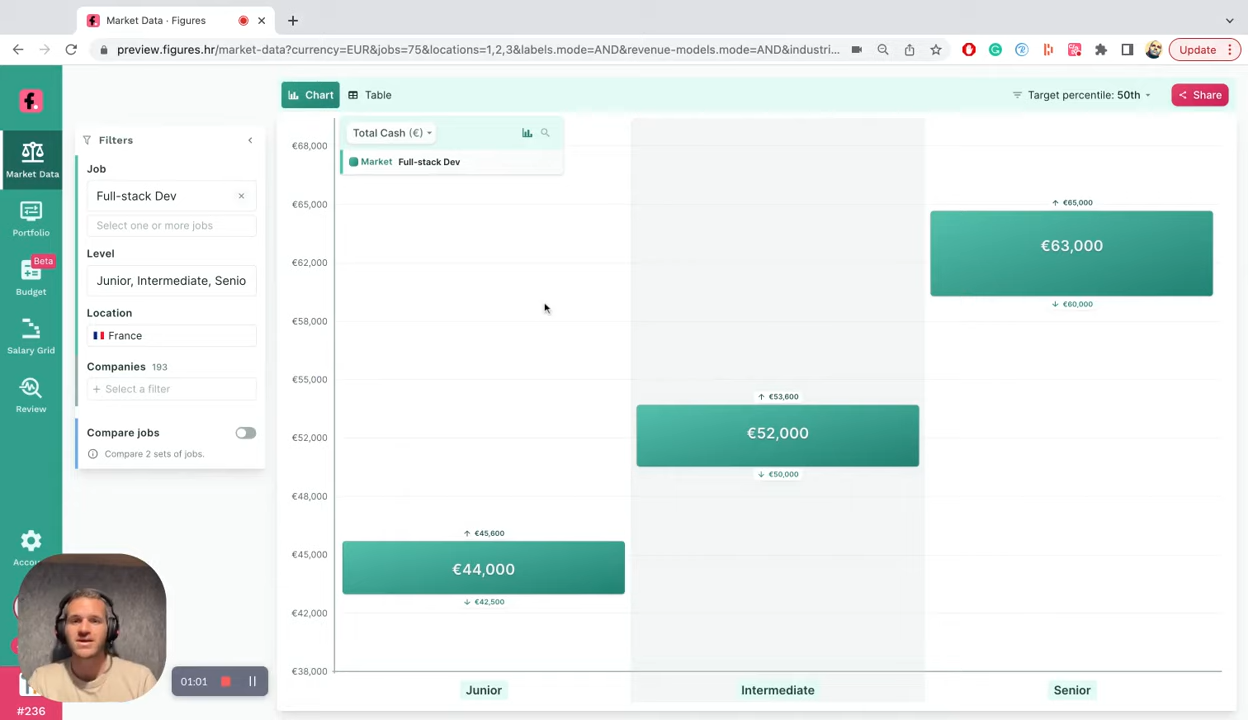 Market Data · Figures
preview.figures.hr/market-data?currency=EUR&jobs=75&locations=1,2,3&labels.mode=AND&revenue-models.mode=AND&industri...
Update
f.
Market Data
Portfolio
Beta
Budget
Salary Grid
Review
Accou
#236
Filters
Job
Full-stack Dev
Select one or more jobs
Level
Junior, Intermediate, Senio
Location
France
Companies 193
+ Select a filter
Compare jobs
Compare 2 sets of jobs.
01:01
Chart
Table
Target percentile: 50th
Share
Total Cash (€)
Market Full-stack Dev
€68,000
€65,000
€62,000
€58,000
€55,000
€52,000
€48,000
€45,000
€42,000
€38,000
↑ €45,600
€44,000
↓ €42,500
↑ €53,600
€52,000
↓ €50,000
↑ €65,000
€63,000
↓ €60,000
Junior
Intermediate
Senior